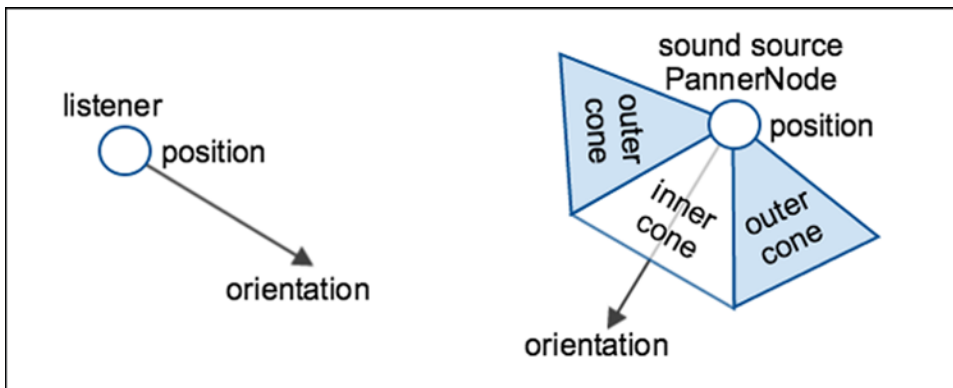 listener
position
orientation
sound source
PannerNode
position
outer
cone
inner
cone
outer
cone
orientation